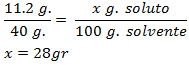 11.2 g. / 40 g. = x g. soluto / 100 g. solvente
x = 28gr